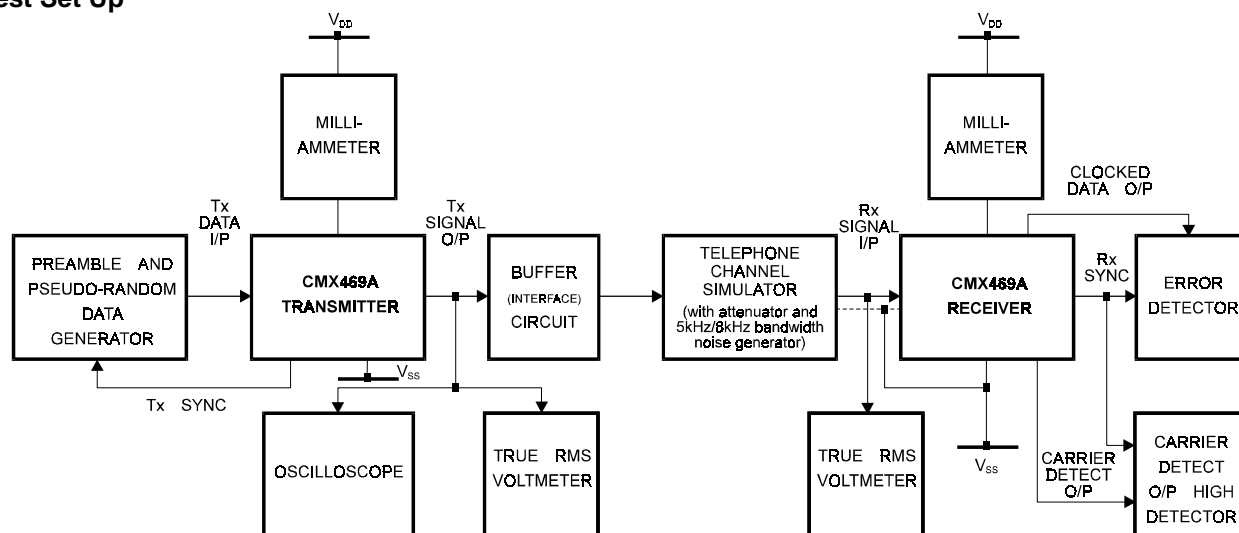 est Set Up
VDD
VDD
MILLI-
AMMETER
MILLI-
AMMETER
CLOCKED
DATA O/P
Tx
DATA
I/P
Tx
SIGNAL
O/P
Rx
SIGNAL
I/P
PREAMBLE AND
PSEUDO-RANDOM
DATA
GENERATOR
CMX469A
TRANSMITTER
BUFFER
(INTERFACE)
CIRCUIT
TELEPHONE
CHANNEL
SIMULATOR
(with attenuator and
5kHz/8kHz bandwidth
noise generator)
CMX469A
RECEIVER
Rx
SYNC
ERROR
DETECTOR
VSS
Tx SYNC
OSCILLOSCOPE
TRUE RMS
VOLTMETER
TRUE RMS
VOLTMETER
VSS
CARRIER
DETECT
O/P
CARRIER
DETECT
O/P HIGH
DETECTOR